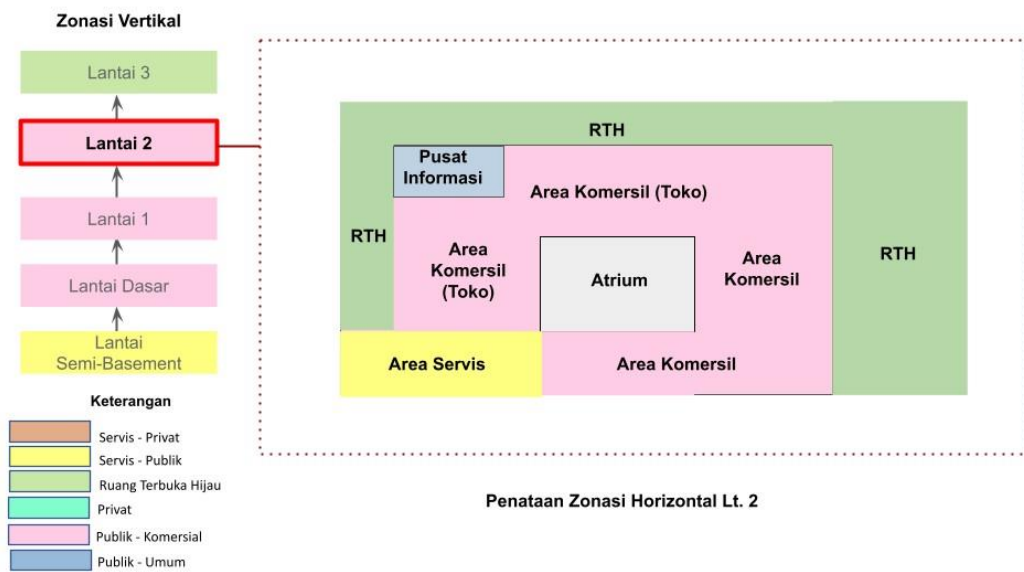 Zonasi Vertikal
Lantai 3
Lantai 2
Lantai 1
Lantai Dasar
Lantai
Semi-Basement
Keterangan
Servis - Privat
Servis - Publik
Ruang Terbuka Hijau
Privat
Publik - Komersial
Publik - Umum
RTH
Pusat
Informasi
Area Komersil (Toko)
RTH
Area
Komersil
(Toko)
Atrium
Area
Komersil
RTH
Area Servis
Area Komersil
Penataan Zonasi Horizontal Lt. 2